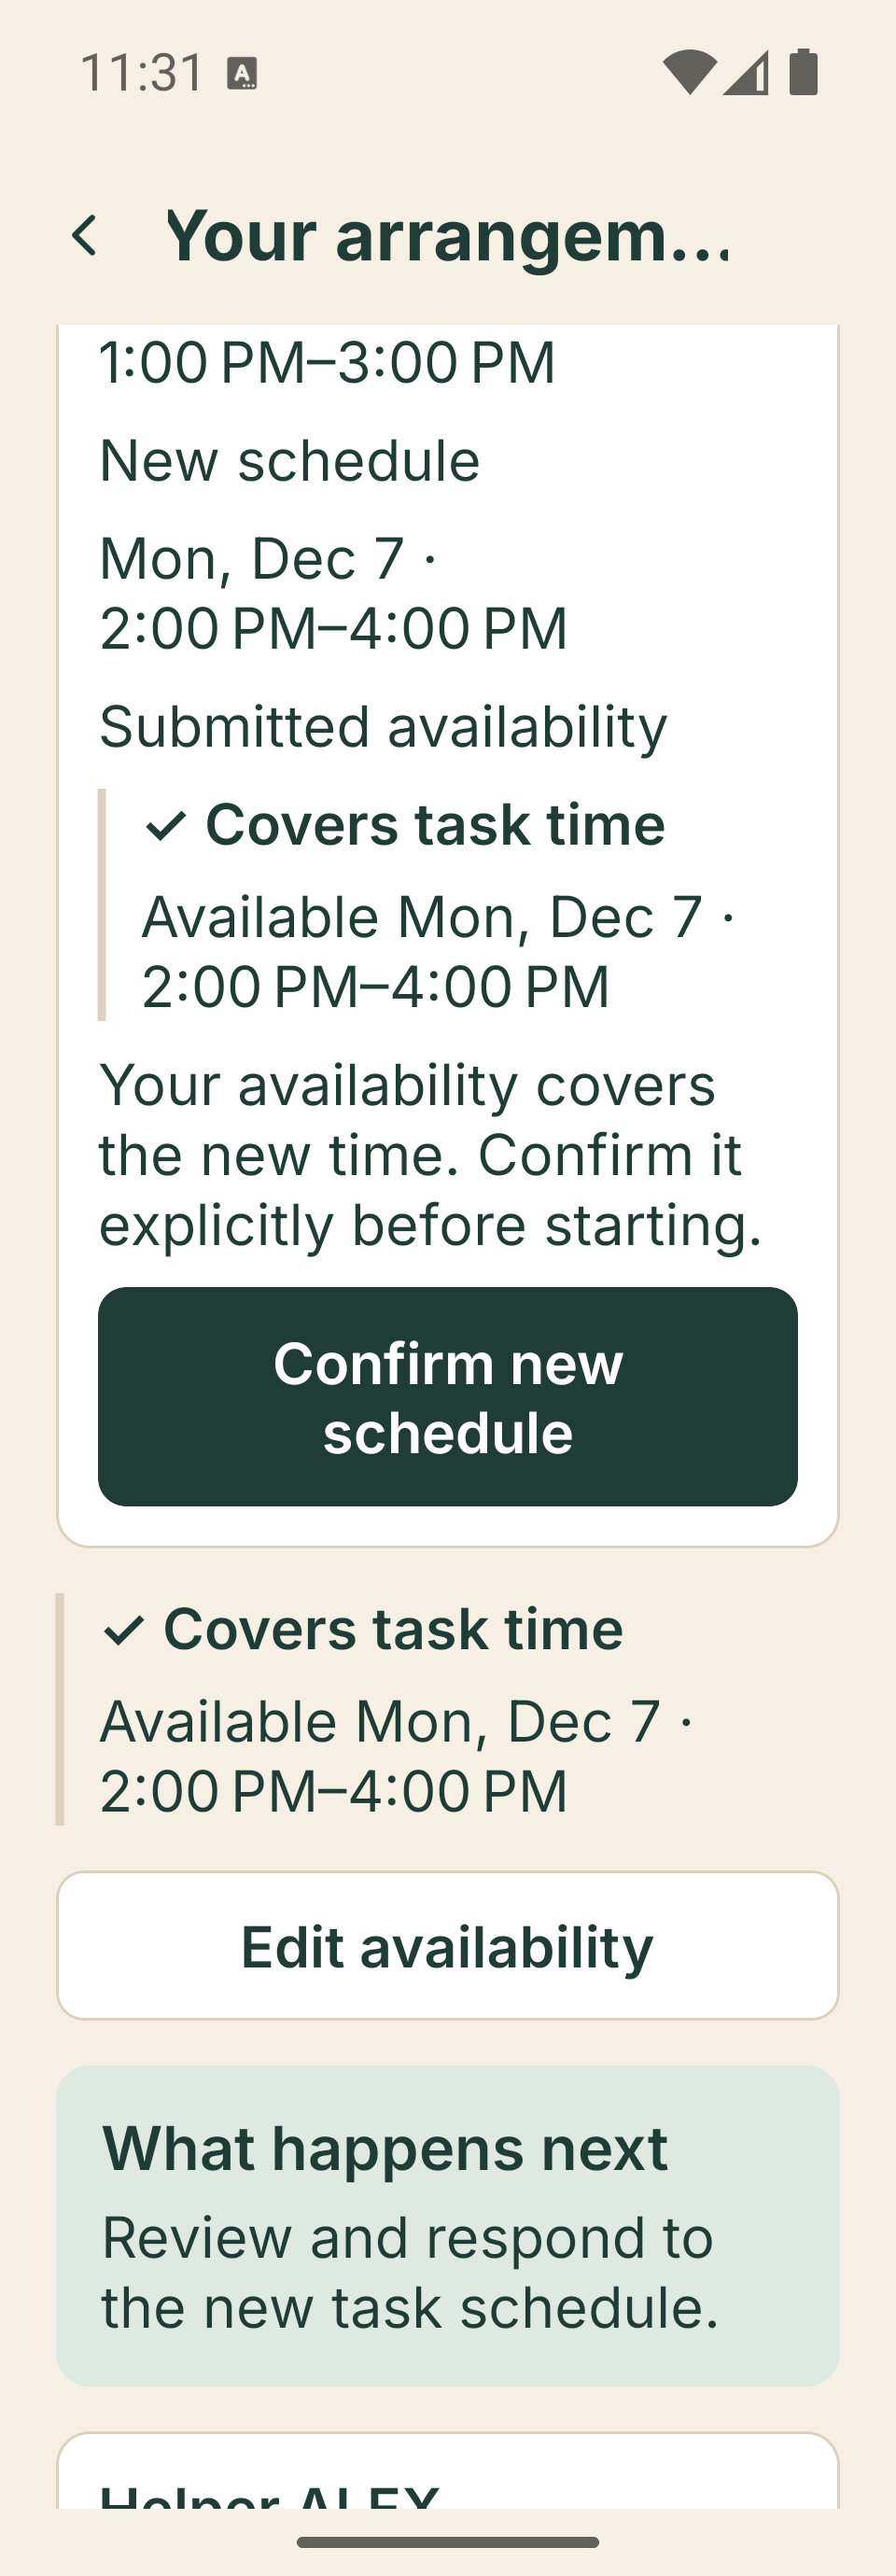 11:31
Your arrangem...
1:00 PM–3:00 PM
New schedule
Mon, Dec 7 ·
2:00 PM–4:00 PM
Submitted availability
✓ Covers task time
Available Mon, Dec 7 ·
2:00 PM–4:00 PM
Your availability covers
the new time. Confirm it
explicitly before starting.
Confirm new
schedule
✓ Covers task time
Available Mon, Dec 7 ·
2:00 PM–4:00 PM
Edit availability
What happens next
Review and respond to
the new task schedule.
Helper ALEX